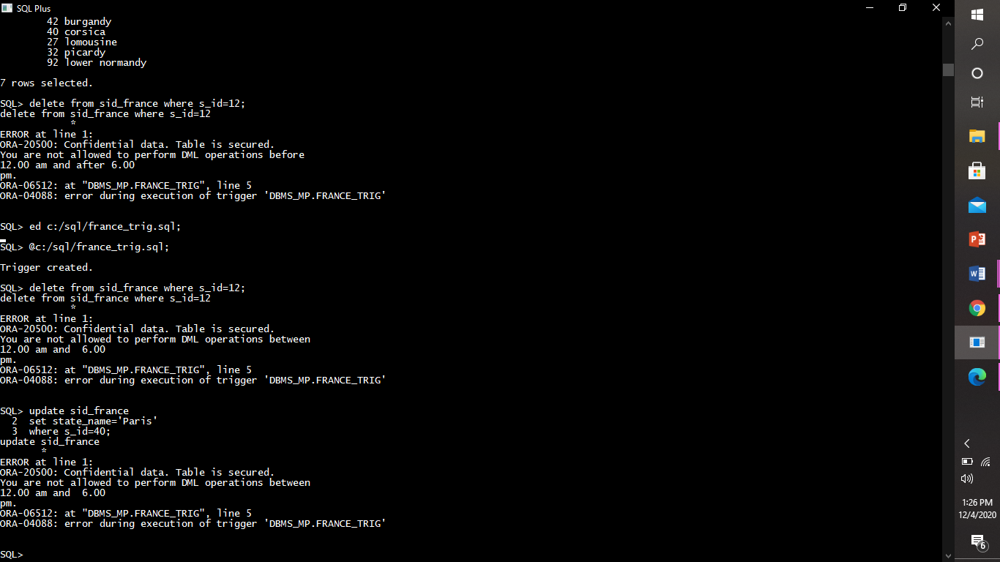 SQL Plus
42 burgandy
40 corsica
27 lomousine
32 picardy
92 lower normandy
7 rows selected.
SQL> delete from sid_france where s_id=12;
delete from sid_france where s_id=12
*
ERROR at line 1:
ORA-20500: Confidential data. Table is secured.
You are not allowed to perform DML operations before
12.00 am and after 6.00
pm.
ORA-06512: at "DBMS_MP.FRANCE_TRIG", line 5
ORA-04088: error during execution of trigger 'DBMS_MP.FRANCE_TRIG'
SQL> ed c:/sql/france_trig.sql;
SQL> @c:/sql/france_trig.sql;
Trigger created.
SQL> delete from sid_france where s_id=12;
delete from sid_france where s_id=12
*
ERROR at line 1:
ORA-20500: Confidential data. Table is secured.
You are not allowed to perform DML operations between
12.00 am and  6.00
pm.
ORA-06512: at "DBMS_MP.FRANCE_TRIG", line 5
ORA-04088: error during execution of trigger 'DBMS_MP.FRANCE_TRIG'
SQL> update sid_france
2  set state_name='Paris'
3  where s_id=40;
update sid_france
*
ERROR at line 1:
ORA-20500: Confidential data. Table is secured.
You are not allowed to perform DML operations between
12.00 am and  6.00
pm.
ORA-06512: at "DBMS_MP.FRANCE_TRIG", line 5
ORA-04088: error during execution of trigger 'DBMS_MP.FRANCE_TRIG'
SQL>
1:26 PM
12/4/2020
6